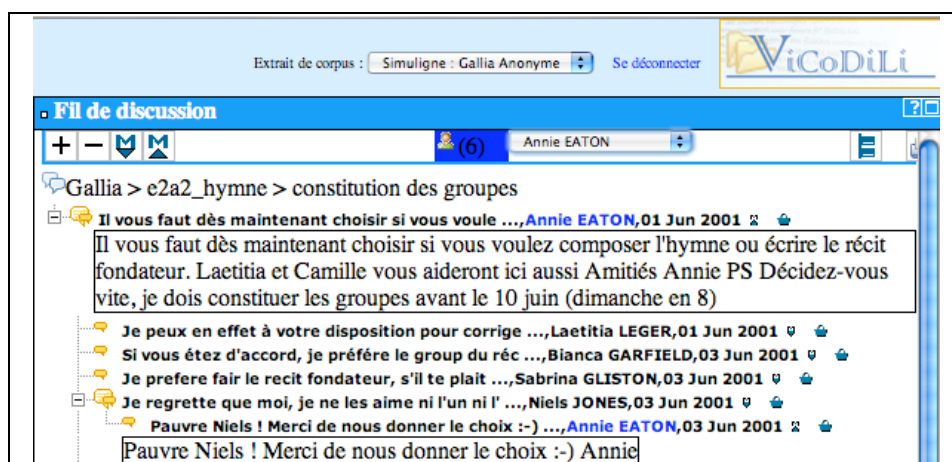 Extrait de corpus : Simuligne : Gallia Anonyme Se déconnecter ViCoDiLi
Fil de discussion ?
+ − (6) Annie EATON
Gallia > e2a2_hymne > constitution des groupes
Il vous faut dès maintenant choisir si vous voule ...,Annie EATON,01 Jun 2001
Il vous faut dès maintenant choisir si vous voulez composer l'hymne ou écrire le récit
fondateur. Laetitia et Camille vous aideront ici aussi Amitiés Annie PS Décidez-vous
vite, je dois constituer les groupes avant le 10 juin (dimanche en 8)
Je peux en effet à votre disposition pour corrige ...,Laetitia LEGER,01 Jun 2001
Si vous étez d'accord, je préfére le group du réc ...,Bianca GARFIELD,03 Jun 2001
Je prefere fair le recit fondateur, s'il te plait ...,Sabrina GLISTON,03 Jun 2001
Je regrette que moi, je ne les aime ni l'un ni l' ...,Niels JONES,03 Jun 2001
Pauvre Niels ! Merci de nous donner le choix :-) ...,Annie EATON,03 Jun 2001
Pauvre Niels ! Merci de nous donner le choix :-) Annie